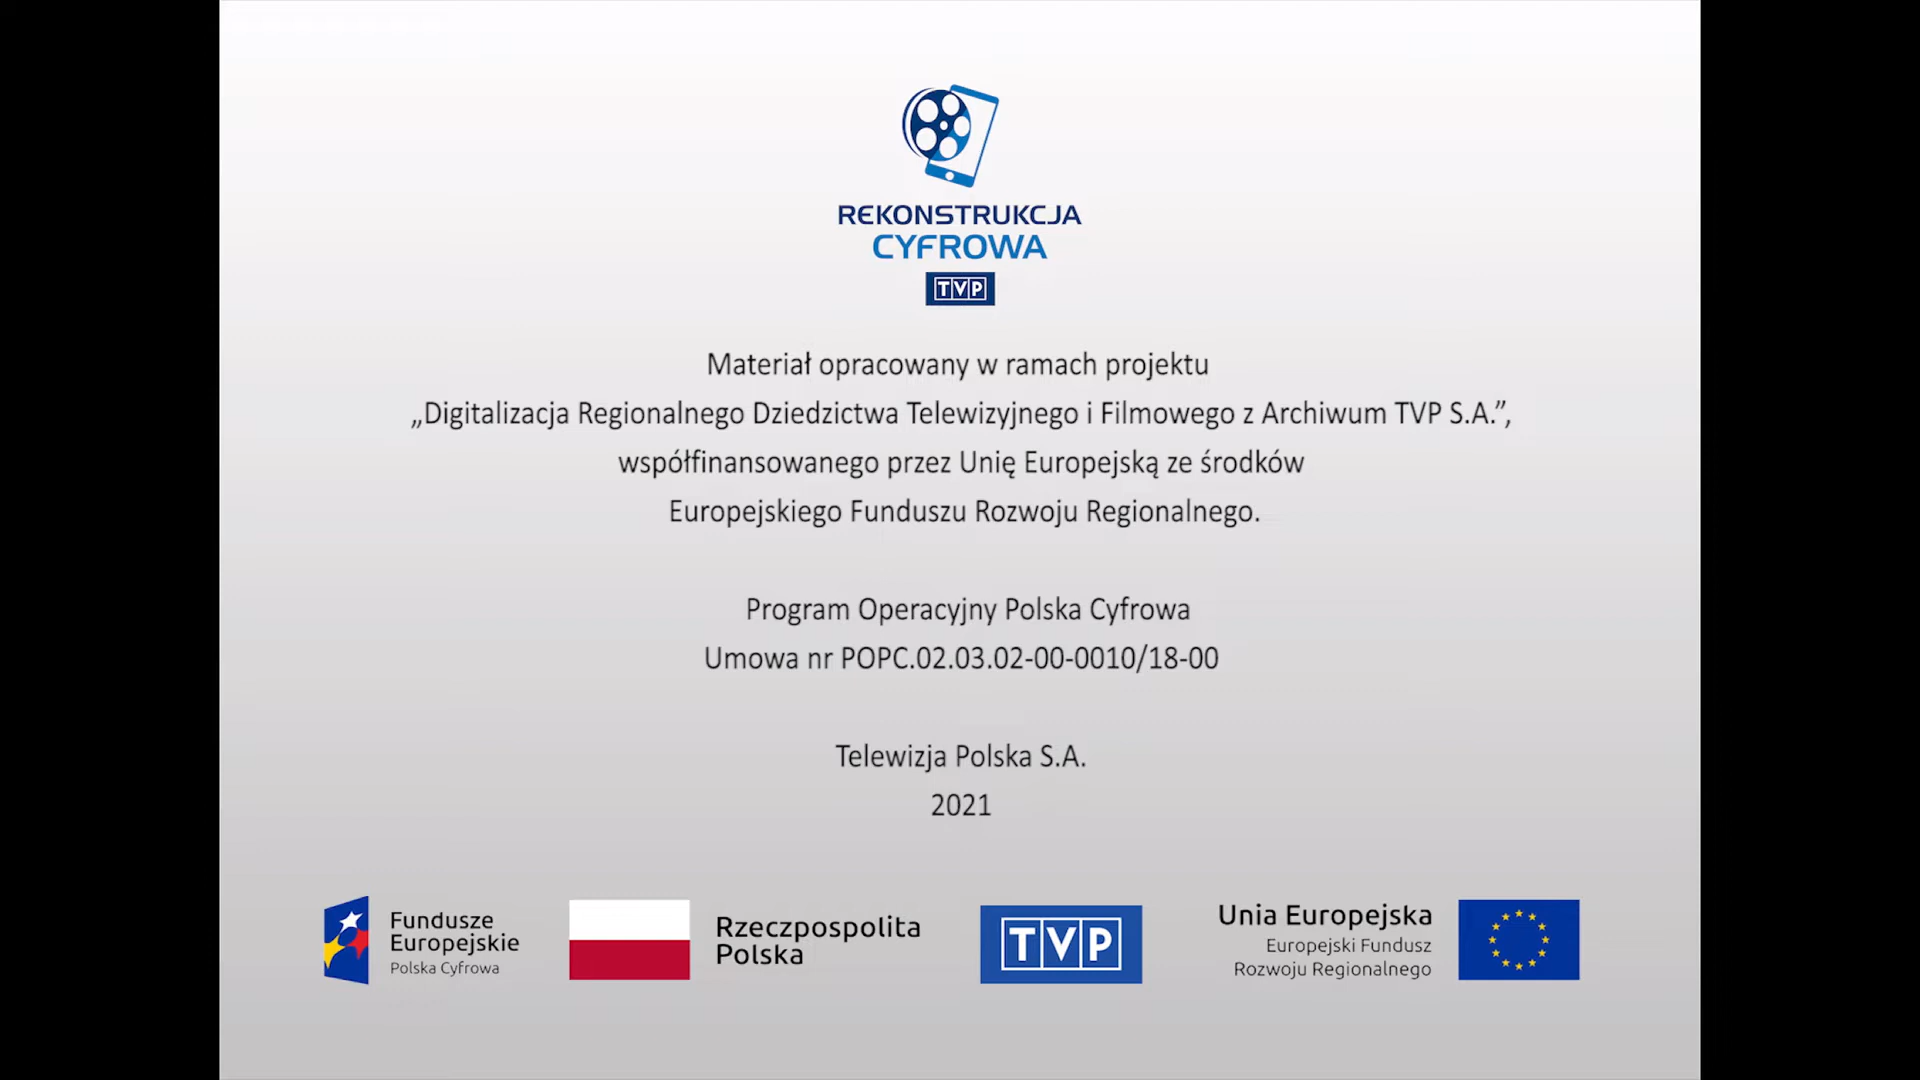 REKONSTRUKCJA
CYFROWA
TVP
Materiał opracowany w ramach projektu
„Digitalizacja Regionalnego Dziedzictwa Telewizyjnego i Filmowego z Archiwum TVP S.A.”,
współfinansowanego przez Unię Europejską ze środków
Europejskiego Funduszu Rozwoju Regionalnego.
Program Operacyjny Polska Cyfrowa
Umowa nr POPC.02.03.02-00-0010/18-00
Telewizja Polska S.A.
2021
Fundusze
Europejskie
Polska Cyfrowa
Rzeczpospolita
Polska
TVP
Unia Europejska
Europejski Fundusz
Rozwoju Regionalnego